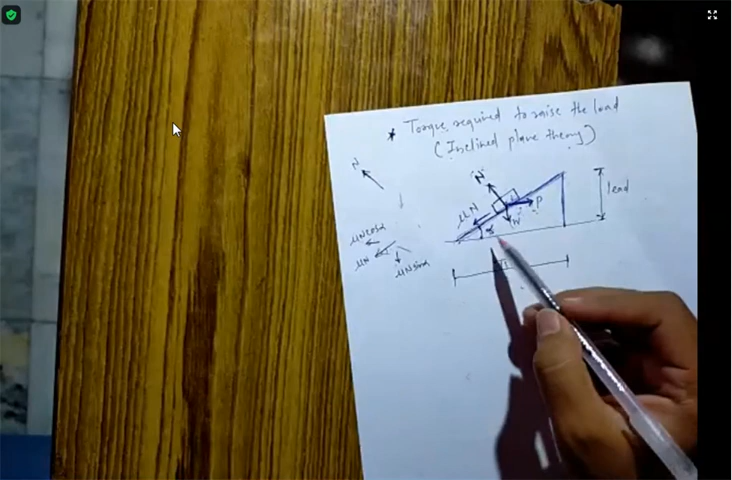 * Torque required to raise the load
(Inclined plane theory)
N
N
lead
μN
P
W
α
μNcosα
μN
μNsinα